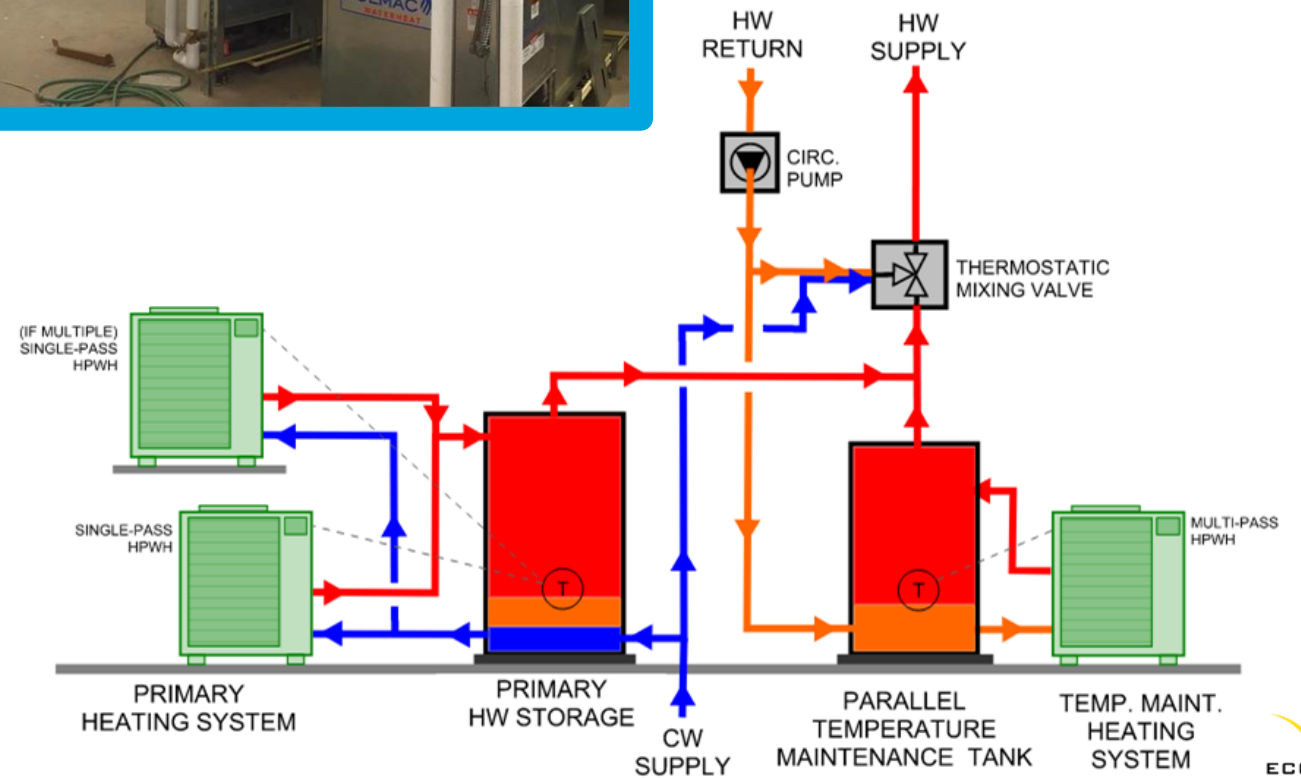 WATERHEAT
HW
RETURN
HW
SUPPLY
CIRC.
PUMP
THERMOSTATIC
MIXING VALVE
(IF MULTIPLE)
SINGLE-PASS
HPWH
SINGLE-PASS
HPWH
T
T
MULTI-PASS
HPWH
PRIMARY
HEATING SYSTEM
PRIMARY
HW STORAGE
CW
SUPPLY
PARALLEL
TEMPERATURE
MAINTENANCE TANK
TEMP. MAINT.
HEATING
SYSTEM